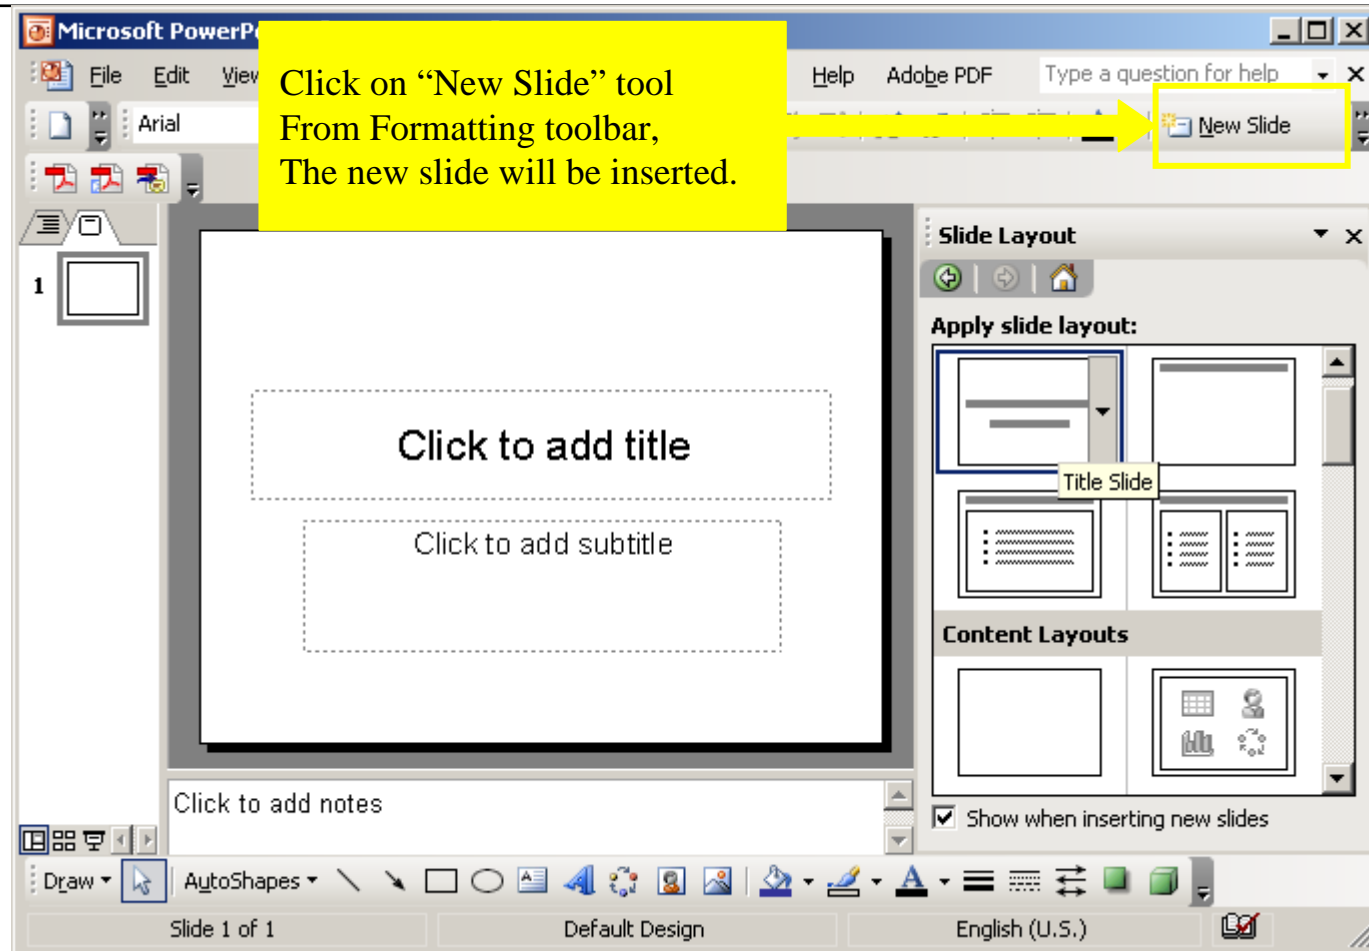 Microsoft PowerP
File Edit View Help Adobe PDF Type a question for help
Click on “New Slide” tool
From Formatting toolbar,
The new slide will be inserted.
Arial New Slide
Slide Layout
1
Apply slide layout:
Click to add title
Title Slide
Click to add subtitle
Content Layouts
Click to add notes
Show when inserting new slides
Draw AutoShapes
Slide 1 of 1 Default Design English (U.S.)